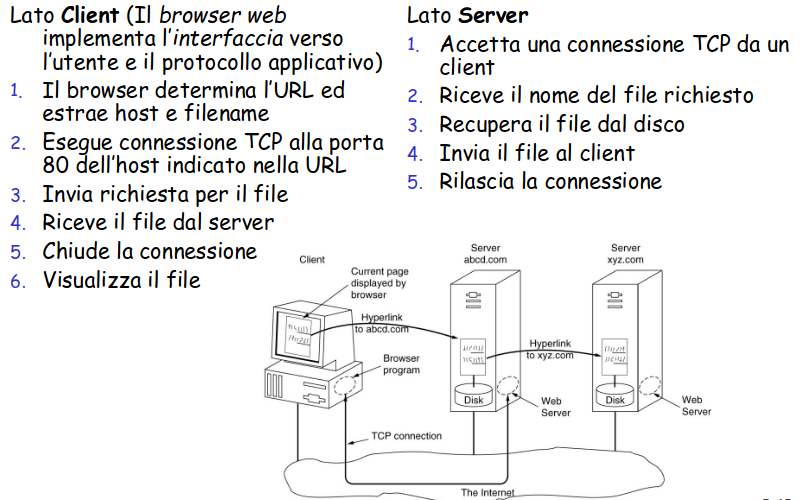 Lato Client (Il browser web
implementa l'interfaccia verso
l'utente e il protocollo applicativo)
1. Il browser determina l'URL ed
estrae host e filename
2. Esegue connessione TCP alla porta
80 dell'host indicato nella URL
3. Invia richiesta per il file
4. Riceve il file dal server
5. Chiude la connessione
6. Visualizza il file
Lato Server
1. Accetta una connessione TCP da un
client
2. Riceve il nome del file richiesto
3. Recupera il file dal disco
4. Invia il file al client
5. Rilascia la connessione
Client
Current page
displayed by
browser
Server
abcd.com
Server
xyz.com
Hyperlink
to abcd.com
Hyperlink
to xyz.com
Browser
program
Disk
Web
Server
Disk
Web
Server
TCP connection
The Internet